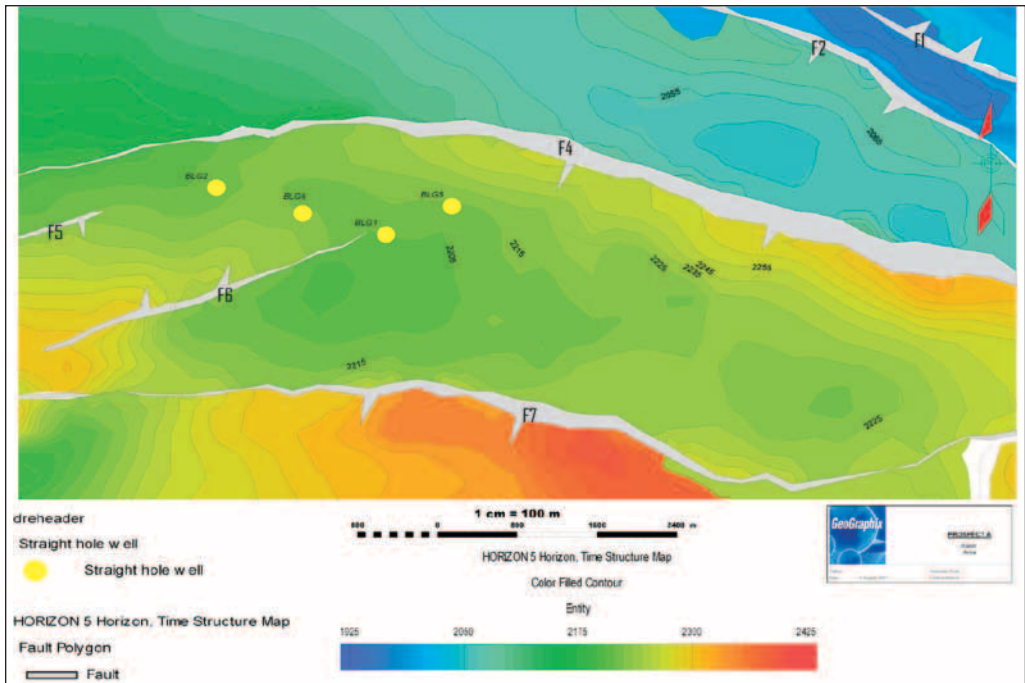 F1
F2
2055
2065
F4
BLG2
BLG6
BLG5
BLG1
F5
2205
2215
2225
2235
2245
2255
F6
2215
F7
2225
dreheader
Straight hole well
Straight hole well
1 cm = 100 m
800 0 800 1600 2400 m
HORIZON 5 Horizon, Time Structure Map
Color Filled Contour
Entity
1925 2050 2175 2300 2425
HORIZON 5 Horizon, Time Structure Map
Fault Polygon
Fault
GeoGraphix
PROSPECT A